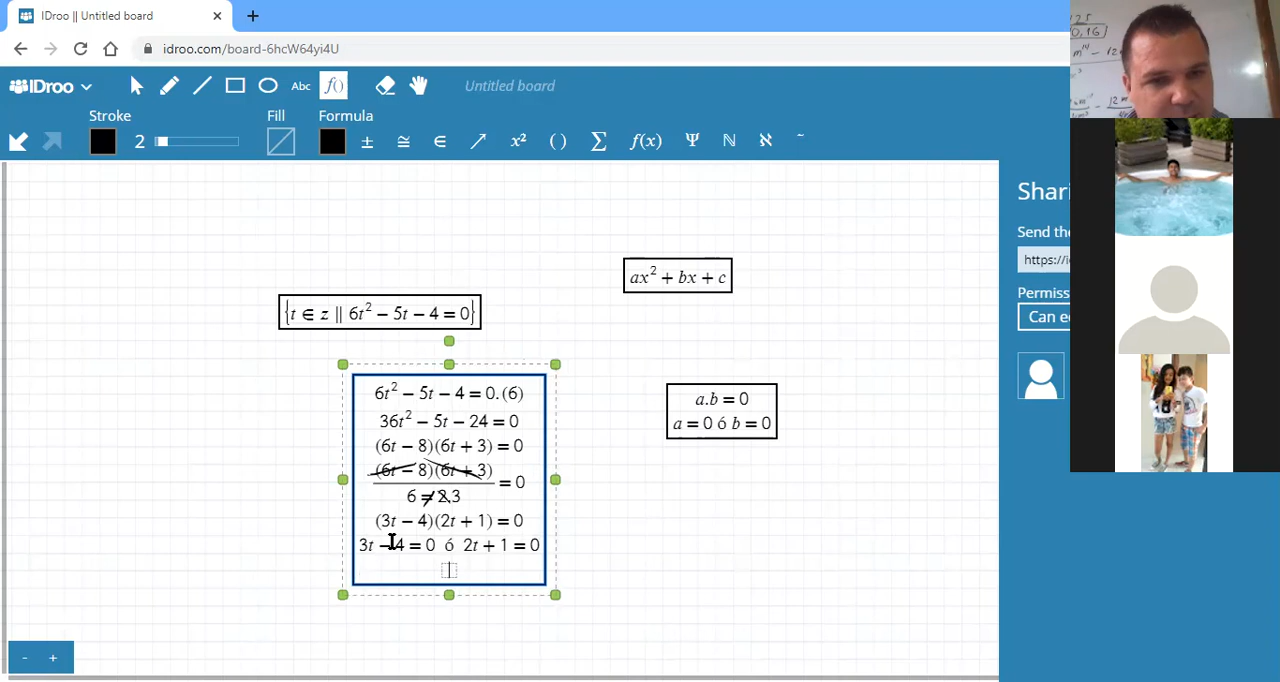 IDroo || Untitled board
idroo.com/board-6hcW64yi4U
IDroo
Abc
f()
Untitled board
Stroke
Fill
Formula
2
± ≅ ∈ ↗ x² ( ) ∑ f(x) Ψ ℕ ℵ ~
Shari
Send the
https://i
Permiss
Can e
ax² + bx + c
{t ∈ z || 6t² − 5t − 4 = 0}
6t² − 5t − 4 = 0.(6)
36t² − 5t − 24 = 0
(6t − 8)(6t + 3) = 0
(6t − 8)(6t + 3)
= 0
(3t − 4)(2t + 1) = 0
3t − 4 = 0 ó 2t + 1 = 0
a.b = 0
a = 0 ó b = 0
- +
0,16